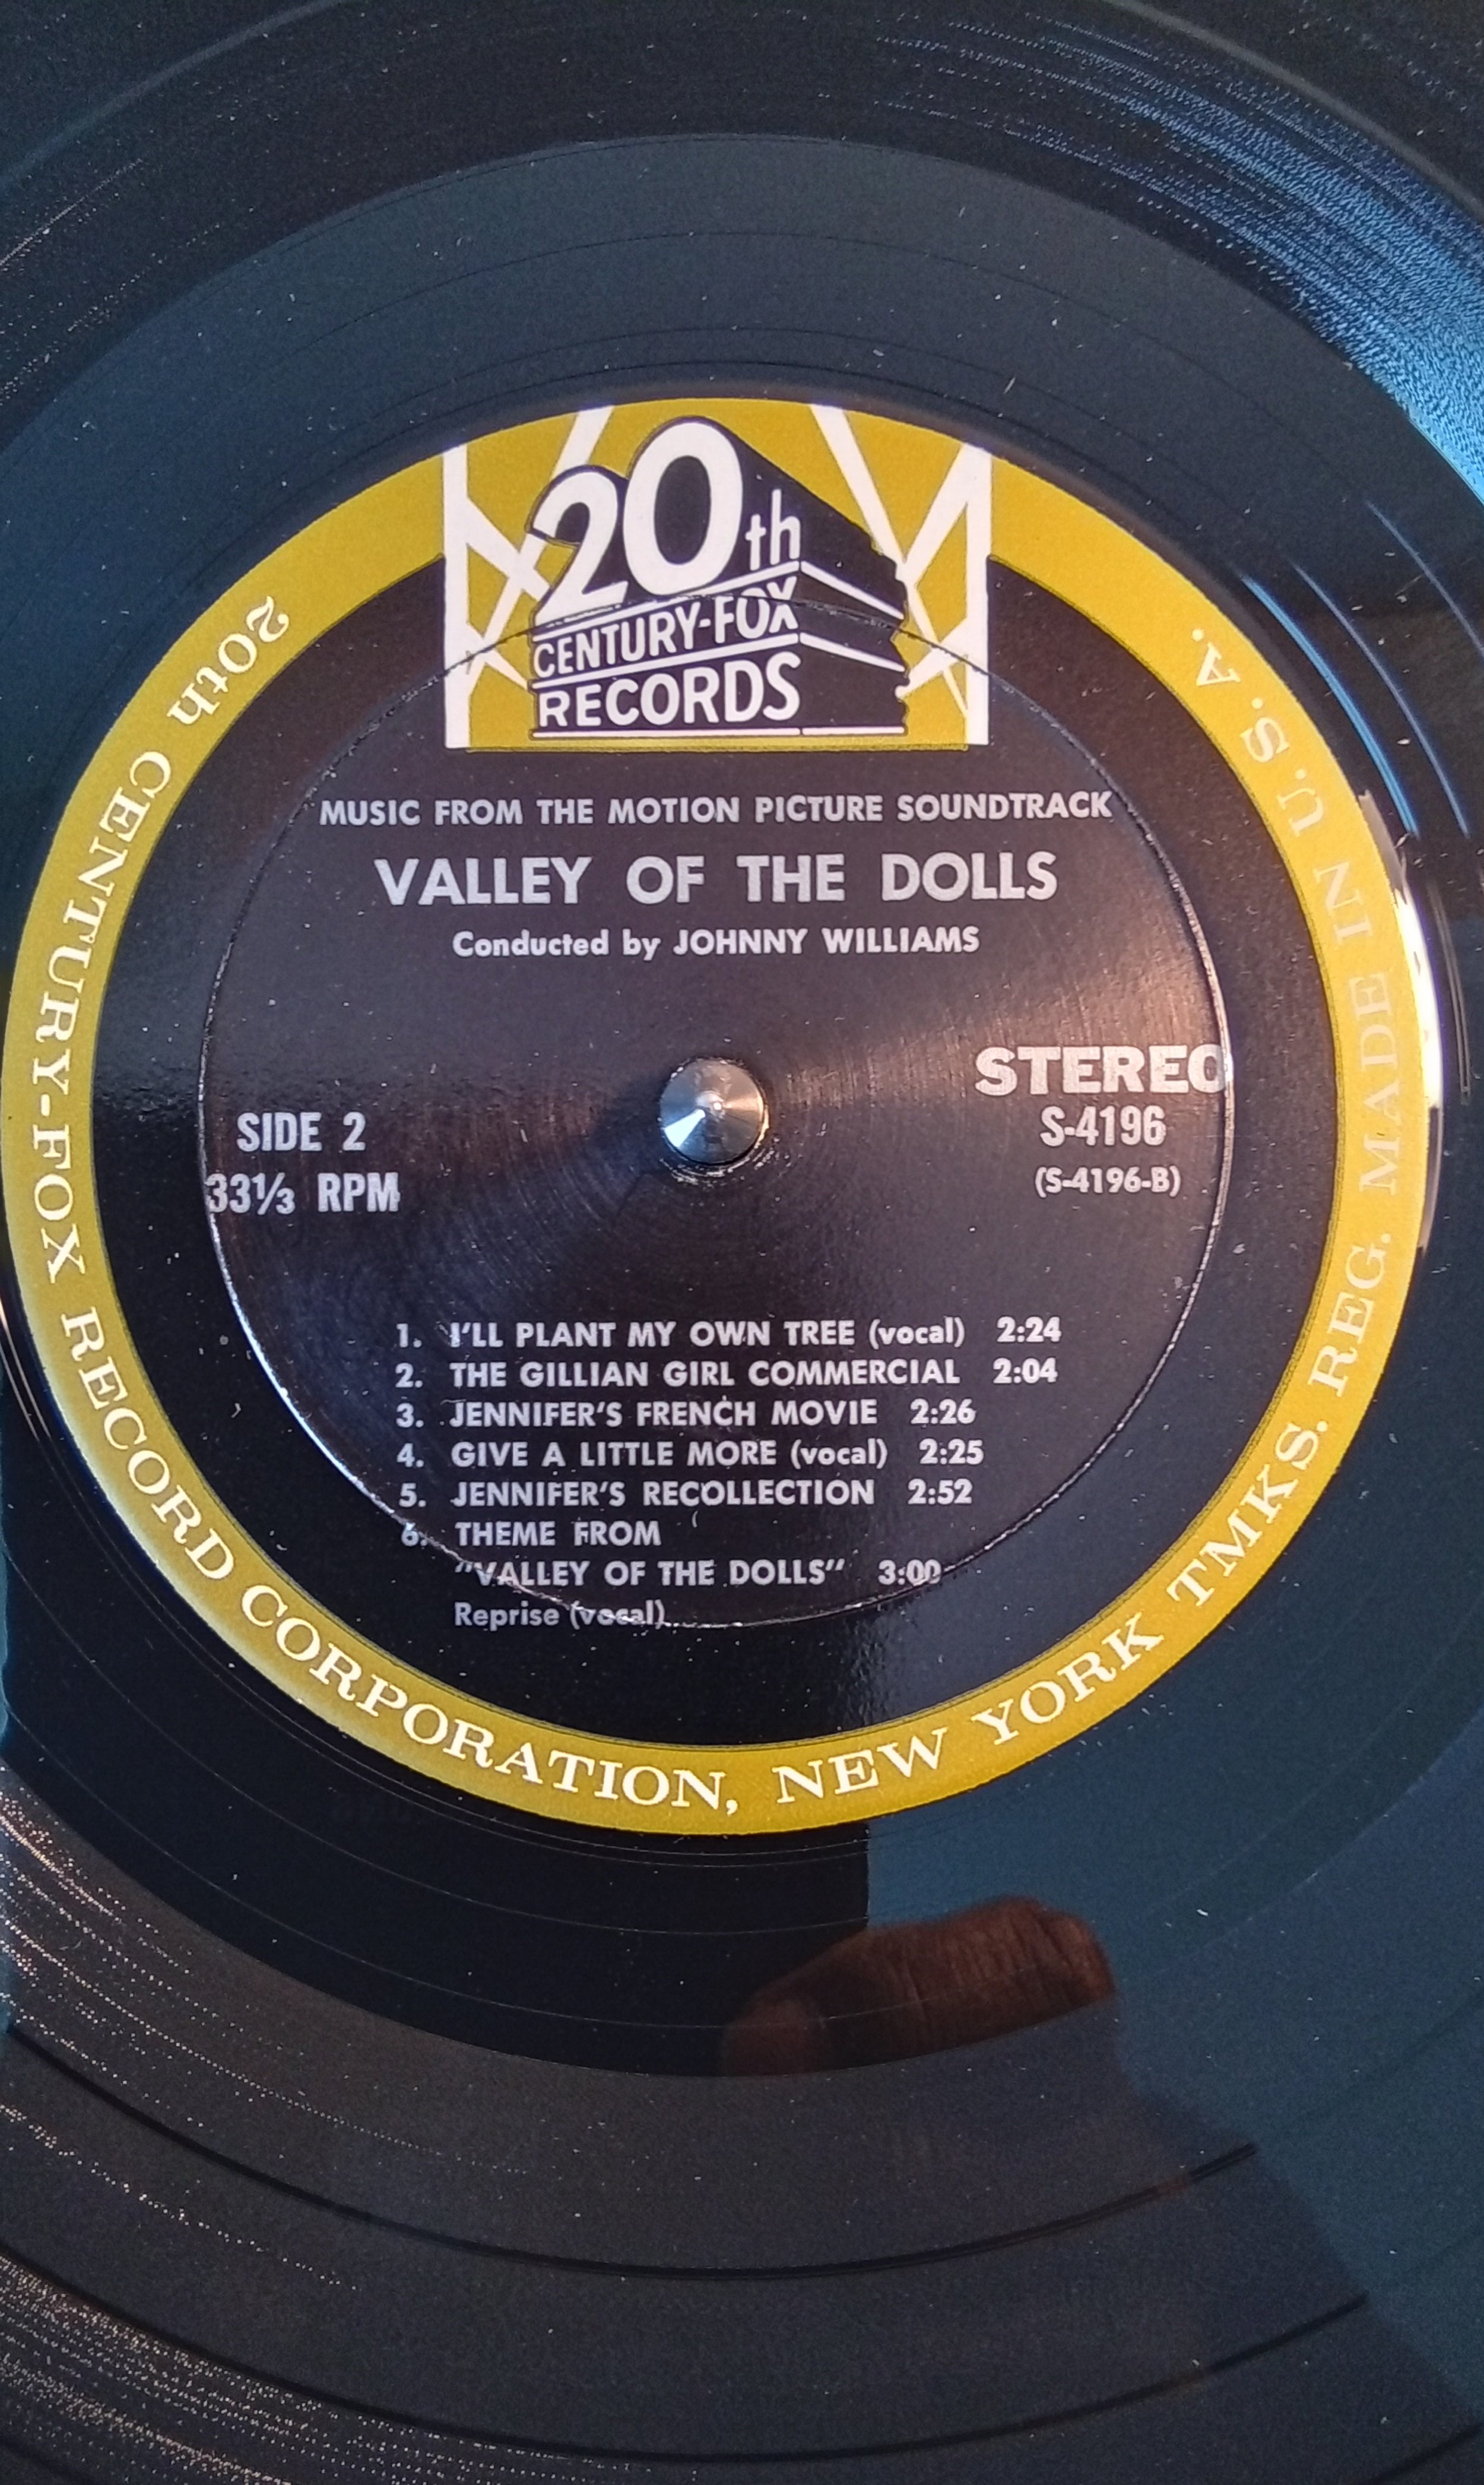 20th
CENTURY-FOX
RECORDS
MUSIC FROM THE MOTION PICTURE SOUNDTRACK
VALLEY OF THE DOLLS
Conducted by JOHNNY WILLIAMS
STEREO
S-4196
(S-4196-B)
SIDE 2
33⅓ RPM
1. I'LL PLANT MY OWN TREE (vocal) 2:24
2. THE GILLIAN GIRL COMMERCIAL 2:04
3. JENNIFER'S FRENCH MOVIE 2:26
4. GIVE A LITTLE MORE (vocal) 2:25
5. JENNIFER'S RECOLLECTION 2:52
6. THEME FROM
"VALLEY OF THE DOLLS" 3:00
Reprise (vocal)
20th CENTURY-FOX RECORD CORPORATION, NEW YORK TMKS. REG. MADE IN U.S.A.